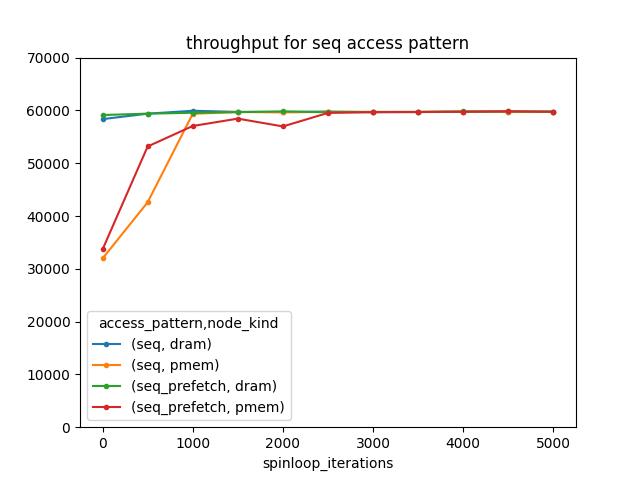 throughput for seq access pattern
70000
60000
50000
40000
30000
20000
10000
0
access_pattern,node_kind
(seq, dram)
(seq, pmem)
(seq_prefetch, dram)
(seq_prefetch, pmem)
0 1000 2000 3000 4000 5000
spinloop_iterations